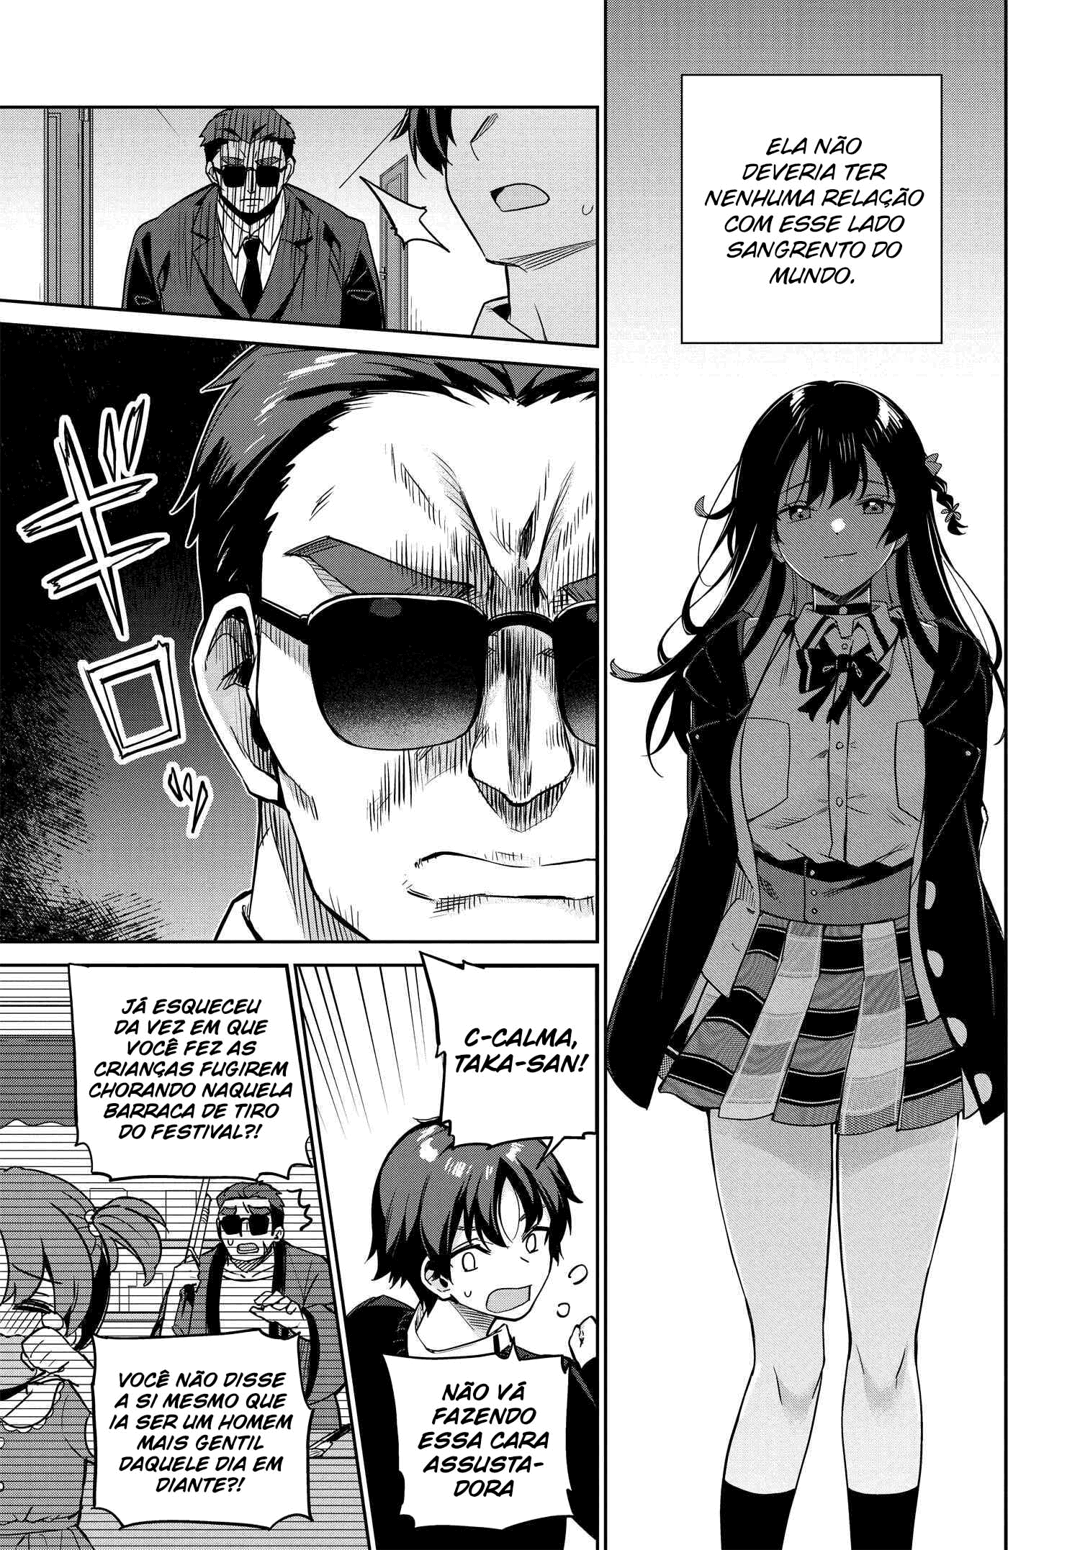 ELA NÃO
DEVERIA TER
NENHUMA RELAÇÃO
COM ESSE LADO
SANGRENTO DO
MUNDO.
ギロ
C-CALMA,
TAKA-SAN!
NÃO VÁ
FAZENDO
ESSA CARA
ASSUSTA-
DORA
JÁ ESQUECEU
DA VEZ EM QUE
VOCÊ FEZ AS
CRIANÇAS FUGIREM
CHORANDO NAQUELA
BARRACA DE TIRO
DO FESTIVAL?!
VOCÊ NÃO DISSE
A SI MESMO QUE
IA SER UM HOMEM
MAIS GENTIL
DAQUELE DIA EM
DIANTE?!